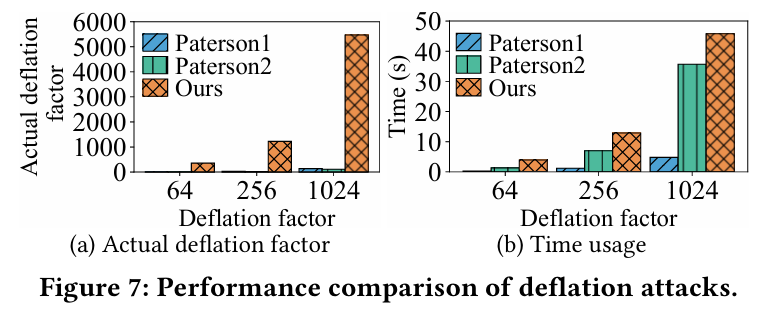 Actual deflation
factor
6000
5000
4000
3000
2000
1000
0
Paterson1
Paterson2
Ours
64 256 1024
Deflation factor
(a) Actual deflation factor
Time (s)
50
40
30
20
10
0
Paterson1
Paterson2
Ours
64 256 1024
Deflation factor
(b) Time usage
Figure 7: Performance comparison of deflation attacks.